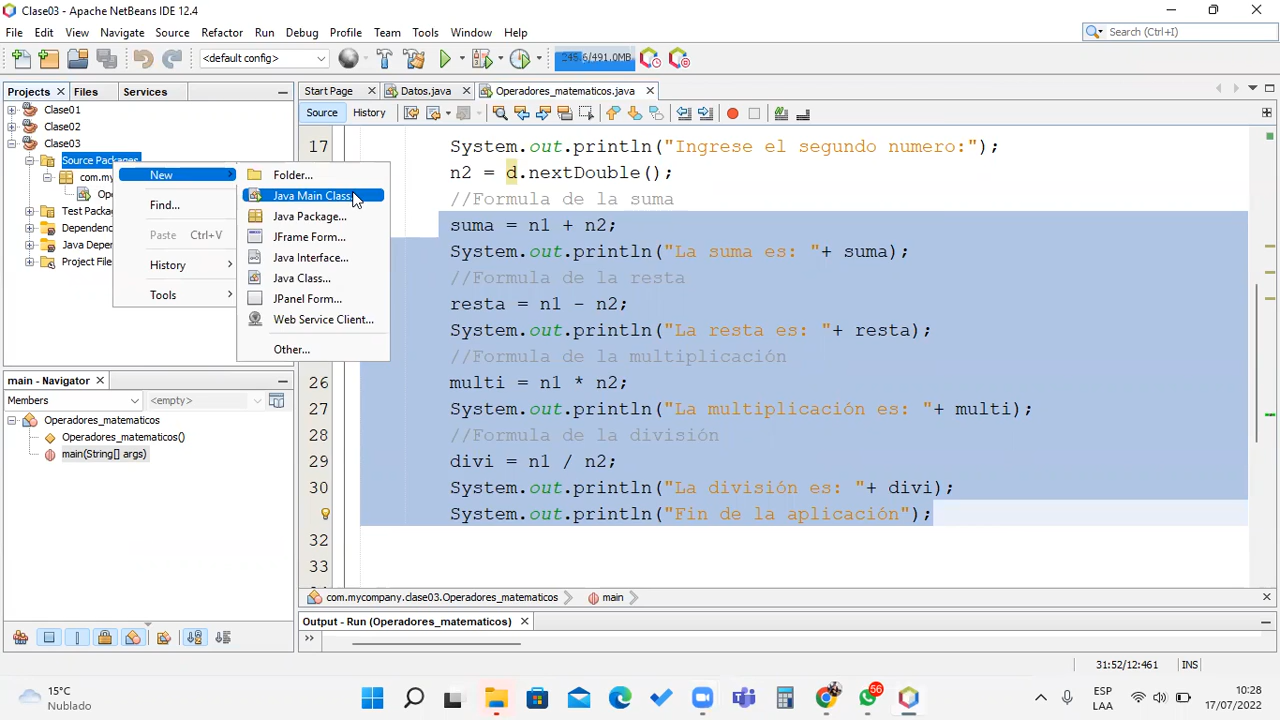 Clase03 - Apache NetBeans IDE 12.4
File Edit View Navigate Source Refactor Run Debug Profile Team Tools Window Help
Search (Ctrl+I)
<default config>
245.6/491.0MB
Projects
Files
Services
Start Page
Datos.java
Operadores_matematicos.java
Source
History
Clase01
Clase02
Clase03
Source Packages
com.my
Op
Test Packag
Dependenc
Java Depen
Project Files
New
Find...
Paste Ctrl+V
History
Tools
Folder...
Java Main Class...
Java Package...
JFrame Form...
Java Interface...
Java Class...
JPanel Form...
Web Service Client...
Other...
17 System.out.println("Ingrese el segundo numero:");
n2 = d.nextDouble();
//Formula de la suma
suma = n1 + n2;
System.out.println("La suma es: "+ suma);
//Formula de la resta
resta = n1 - n2;
System.out.println("La resta es: "+ resta);
//Formula de la multiplicación
26 multi = n1 * n2;
27 System.out.println("La multiplicación es: "+ multi);
28 //Formula de la división
29 divi = n1 / n2;
30 System.out.println("La división es: "+ divi);
System.out.println("Fin de la aplicación");
32
33
main - Navigator
Members
<empty>
Operadores_matematicos
Operadores_matematicos()
main(String[] args)
com.mycompany.clase03.Operadores_matematicos
main
Output - Run (Operadores_matematicos)
31:52/12:461
INS
15°C
Nublado
56
ESP
LAA
10:28
17/07/2022